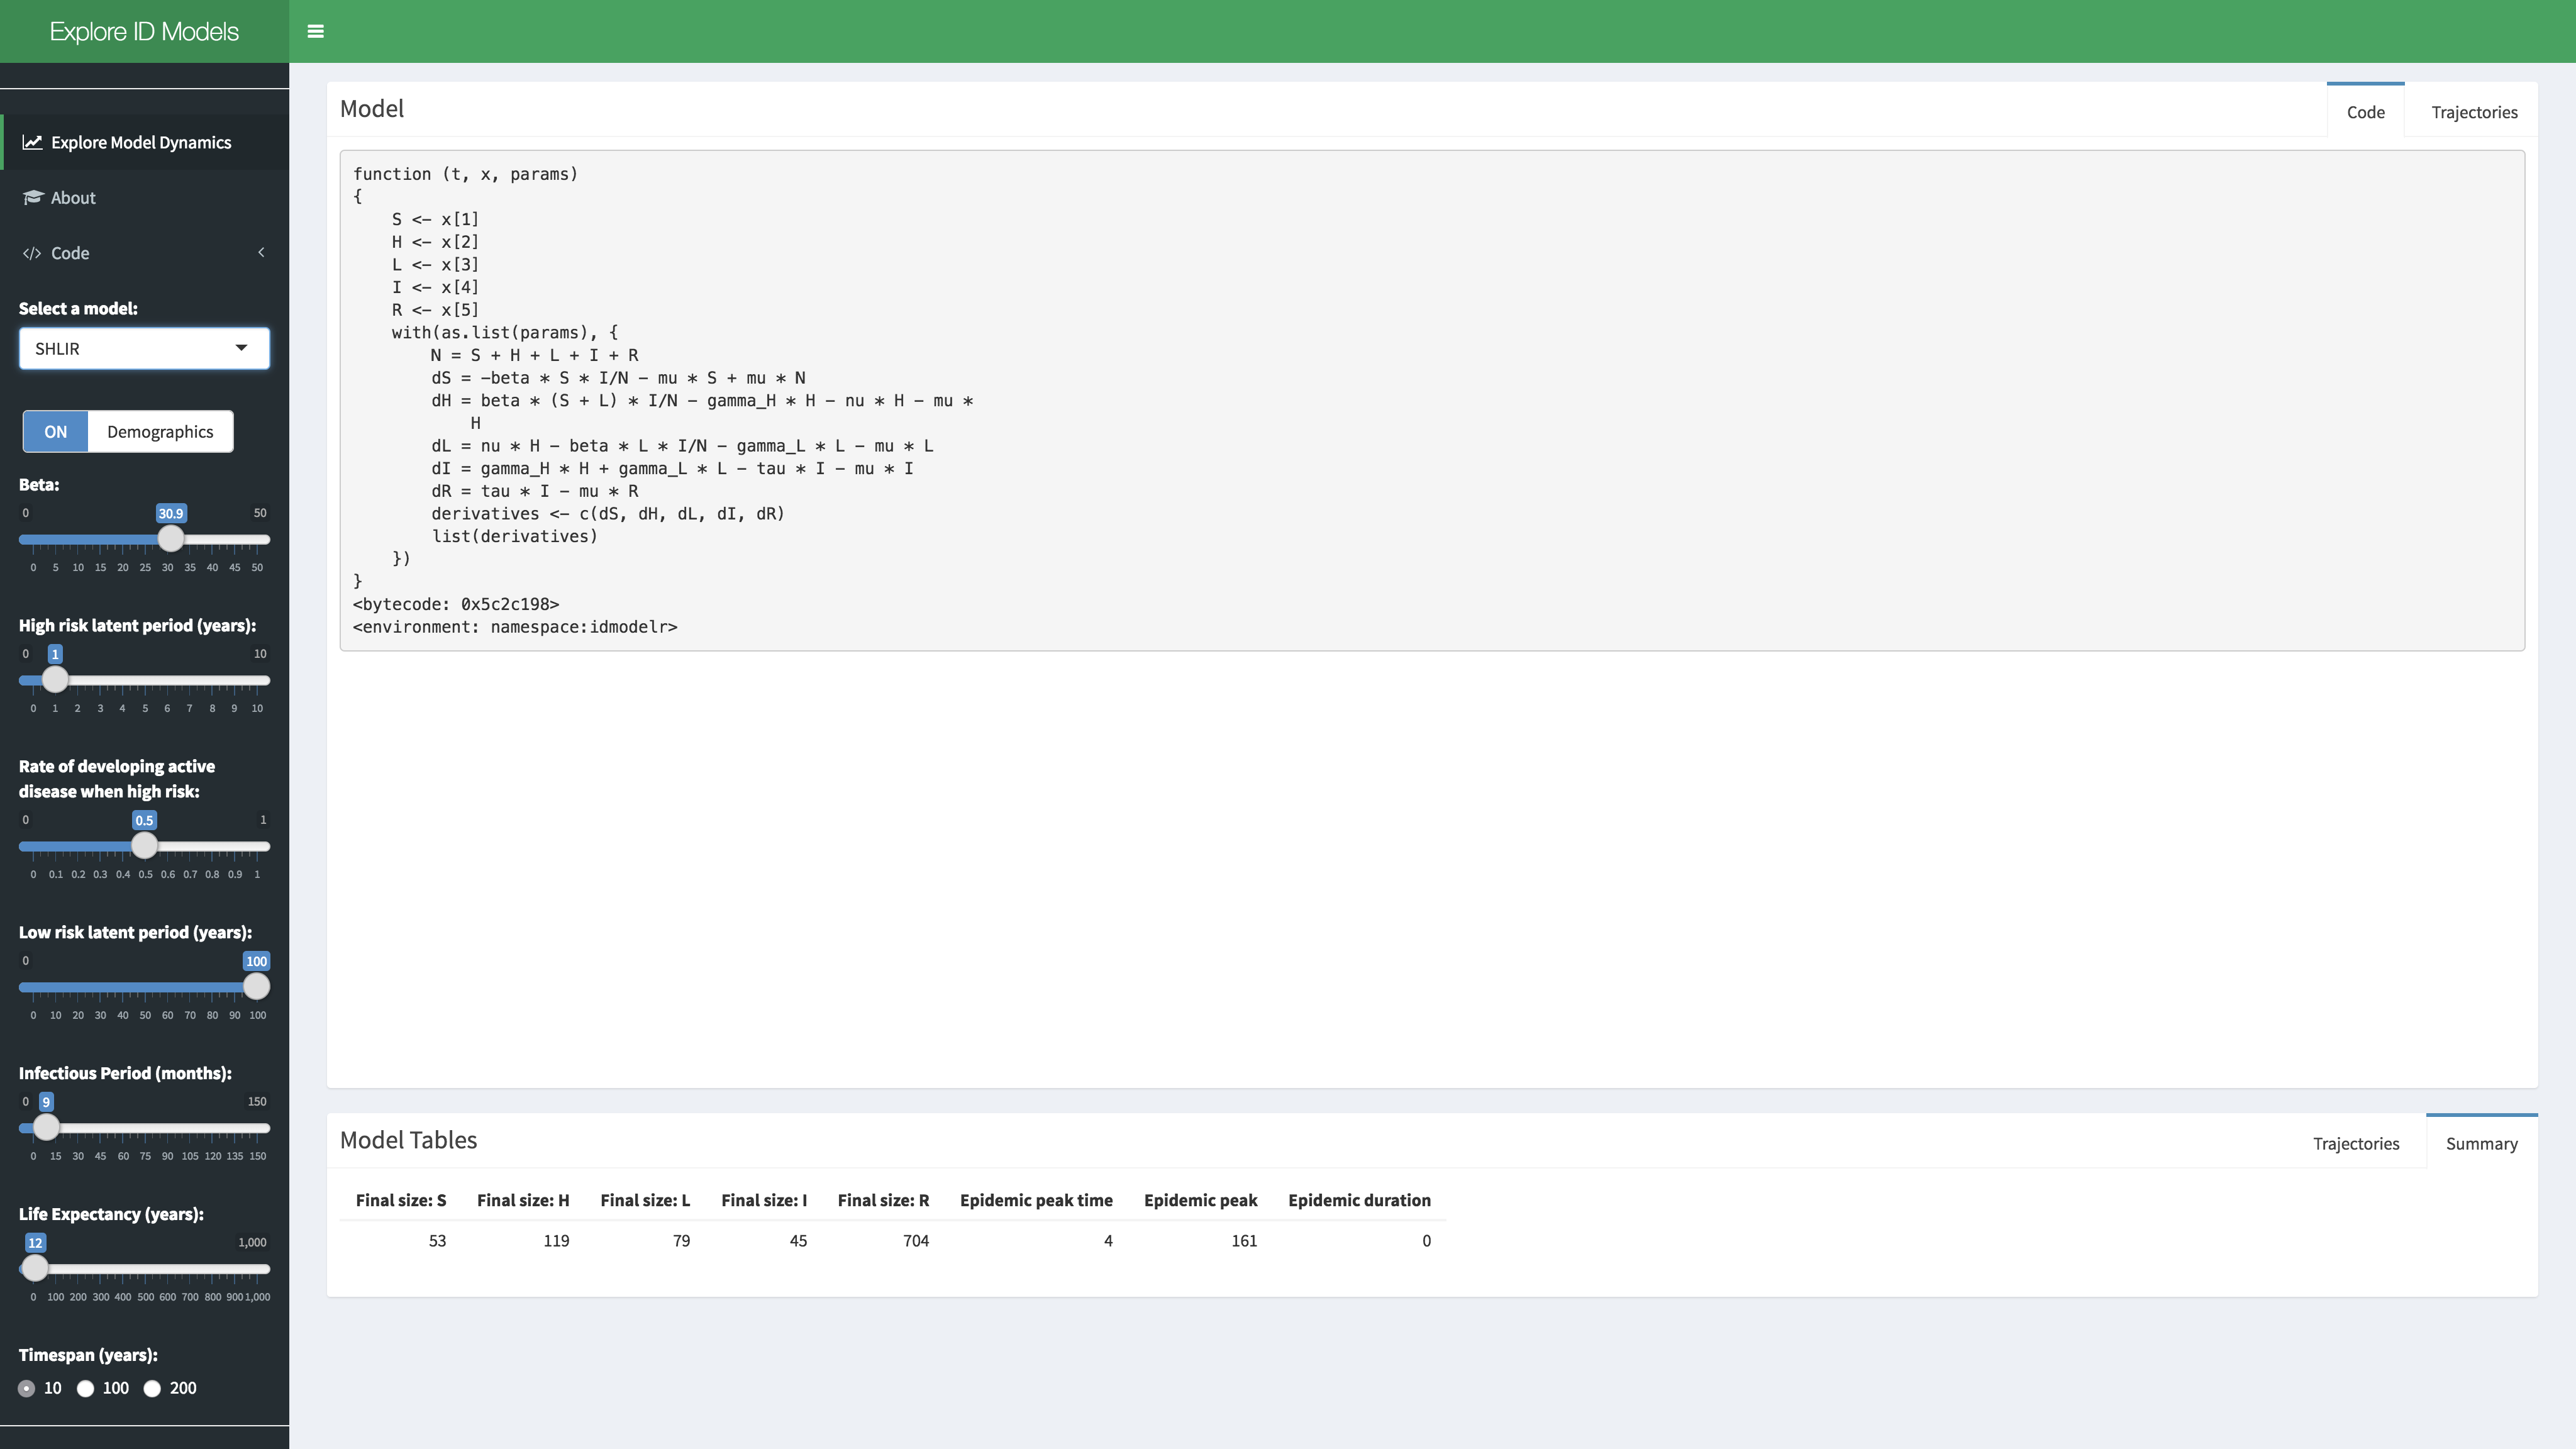 Explore ID Models
Explore Model Dynamics
About
Code
Select a model:
SHLIR
ON Demographics
Beta:
0 30.9 50
0 5 10 15 20 25 30 35 40 45 50
High risk latent period (years):
0 1 10
0 1 2 3 4 5 6 7 8 9 10
Rate of developing active
disease when high risk:
0 0.5 1
0 0.1 0.2 0.3 0.4 0.5 0.6 0.7 0.8 0.9 1
Low risk latent period (years):
0 100
0 10 20 30 40 50 60 70 80 90 100
Infectious Period (months):
0 9 150
0 15 30 45 60 75 90 105 120 135 150
Life Expectancy (years):
12 1,000
0 100 200 300 400 500 600 700 800 900 1,000
Timespan (years):
10 100 200
Model Code Trajectories
function (t, x, params)
{
    S <- x[1]
    H <- x[2]
    L <- x[3]
    I <- x[4]
    R <- x[5]
    with(as.list(params), {
        N = S + H + L + I + R
        dS = -beta * S * I/N - mu * S + mu * N
        dH = beta * (S + L) * I/N - gamma_H * H - nu * H - mu *
            H
        dL = nu * H - beta * L * I/N - gamma_L * L - mu * L
        dI = gamma_H * H + gamma_L * L - tau * I - mu * I
        dR = tau * I - mu * R
        derivatives <- c(dS, dH, dL, dI, dR)
        list(derivatives)
    })
}
<bytecode: 0x5c2c198>
<environment: namespace:idmodelr>
Model Tables Trajectories Summary
Final size: S Final size: H Final size: L Final size: I Final size: R Epidemic peak time Epidemic peak Epidemic duration
53 119 79 45 704 4 161 0